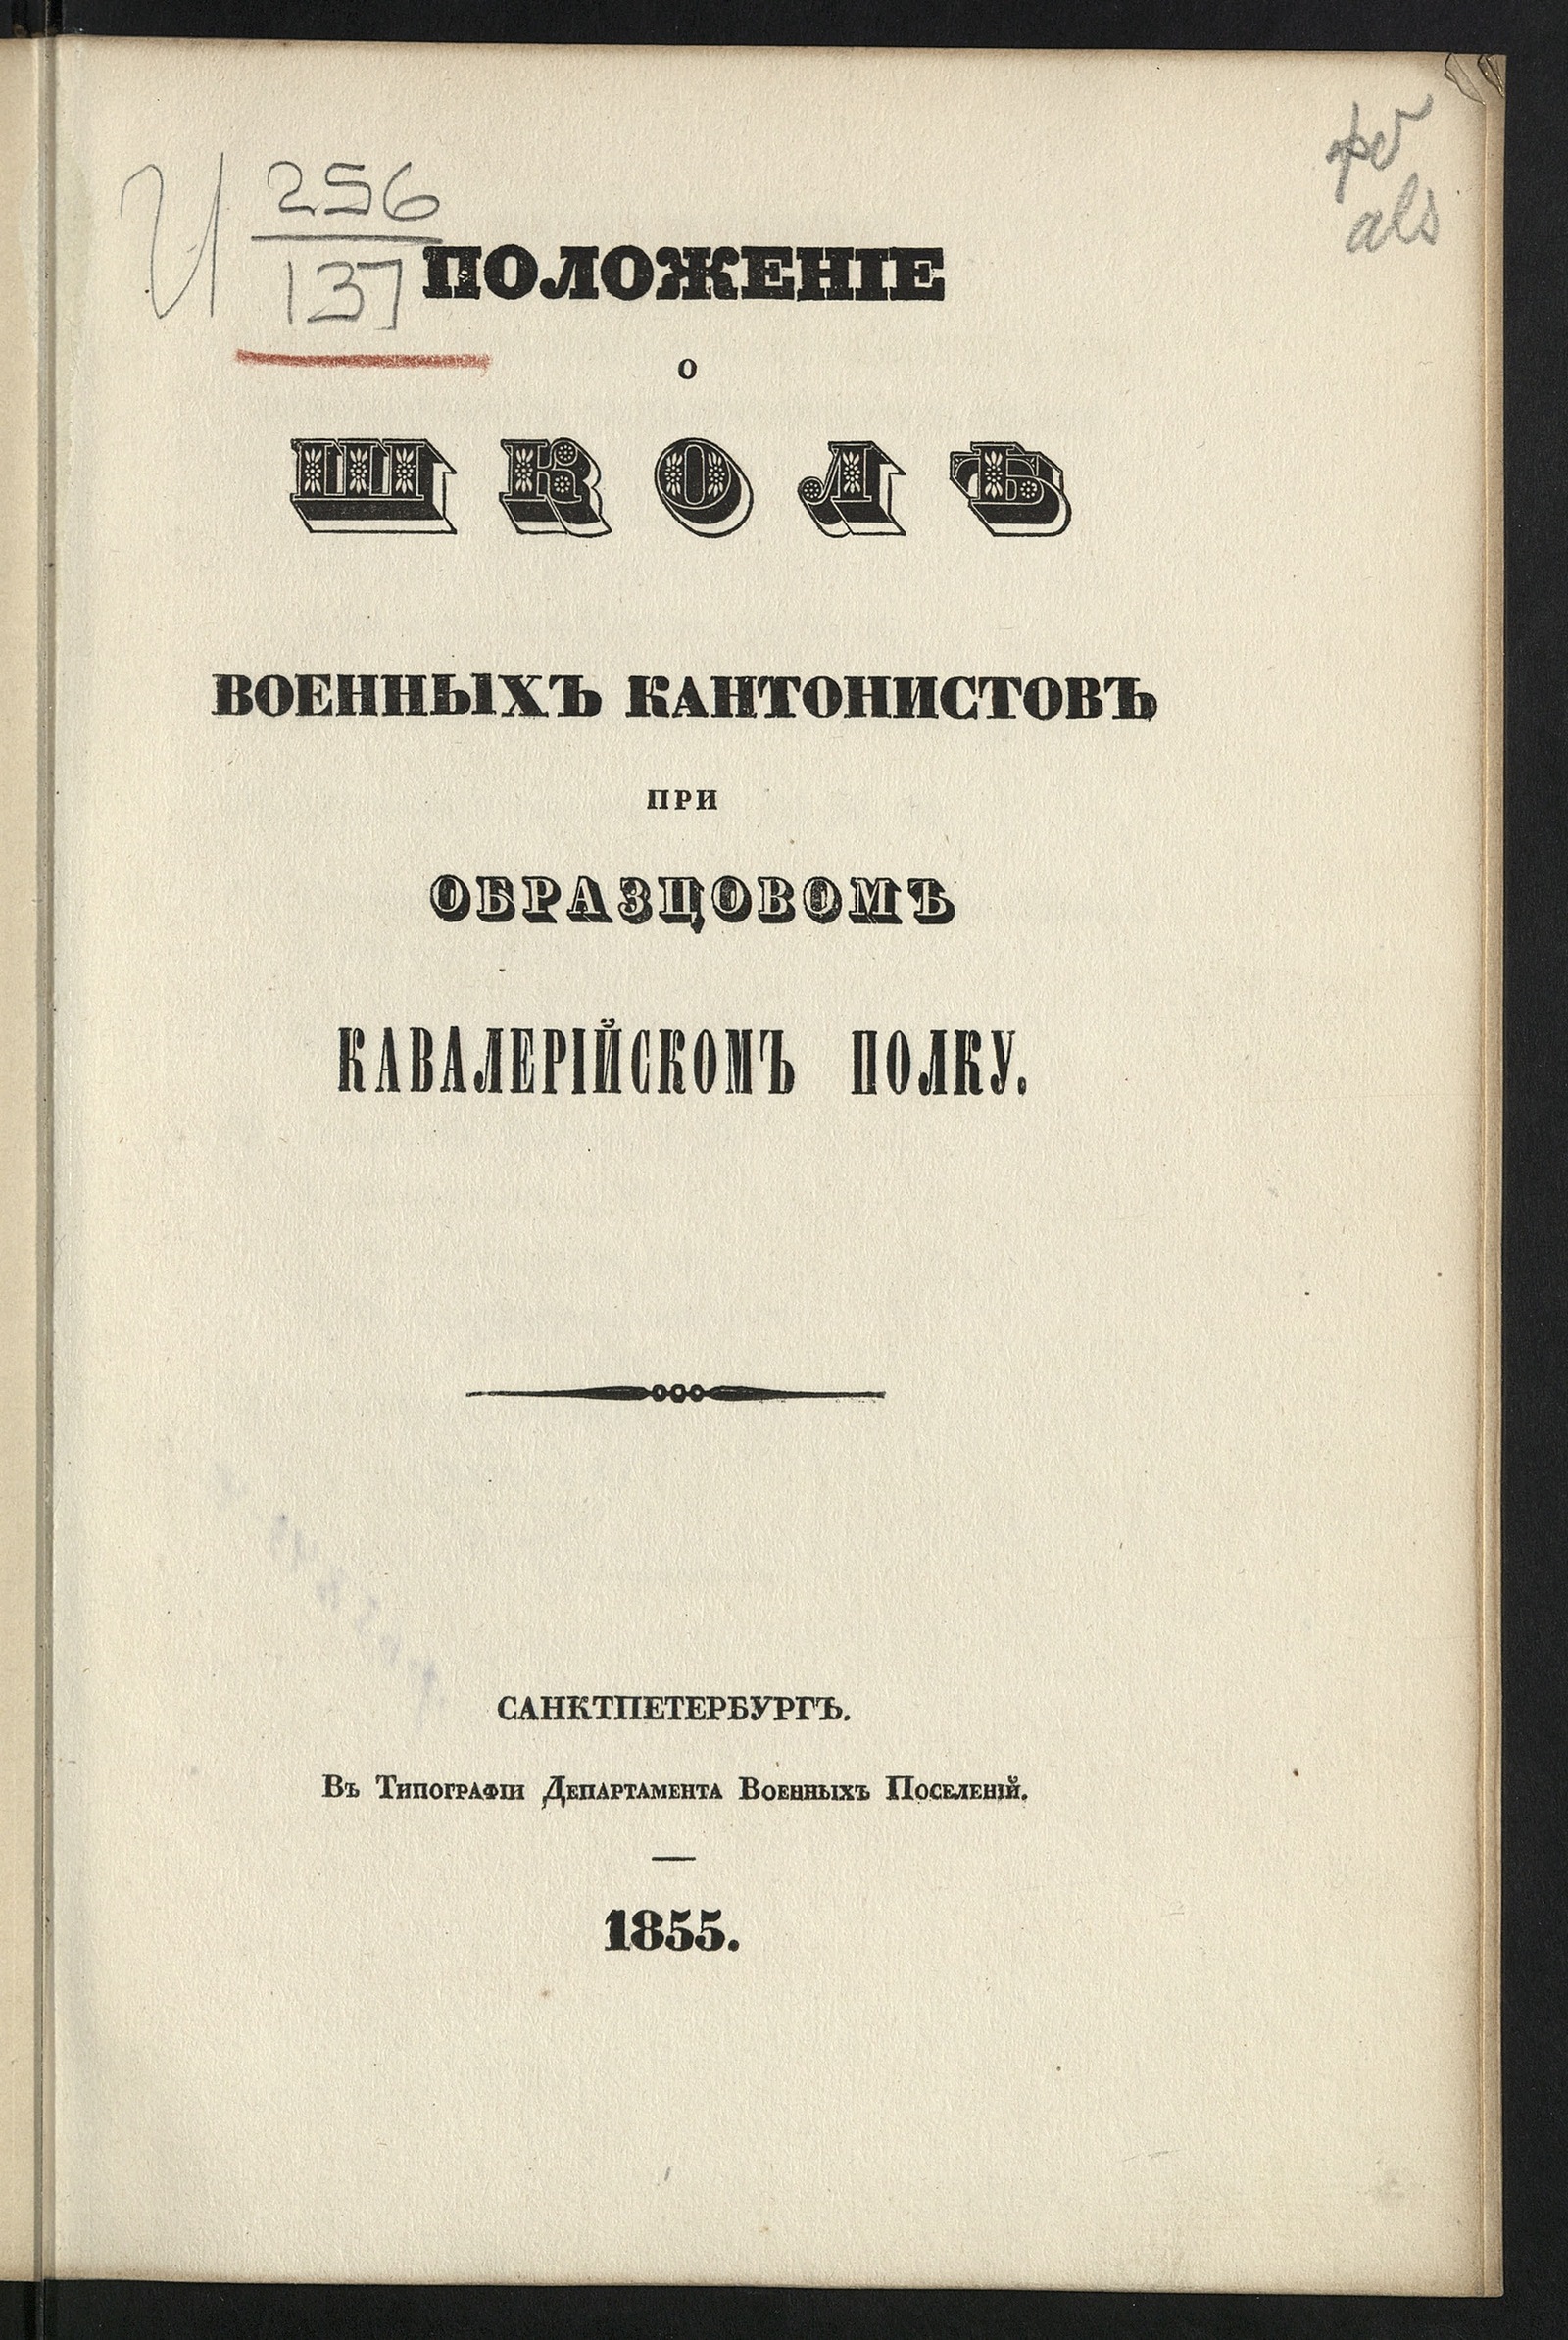 И 256
137
ПОЛОЖЕНІЕ
О
ШКОЛѢ
ВОЕННЫХЪ КАНТОНИСТОВЪ
ПРИ
ОБРАЗЦОВОМЪ
КАВАЛЕРІЙСКОМЪ ПОЛКУ.
САНКТПЕТЕРБУРГЪ.
Въ Типографіи Департамента Военныхъ Поселеній.
1855.